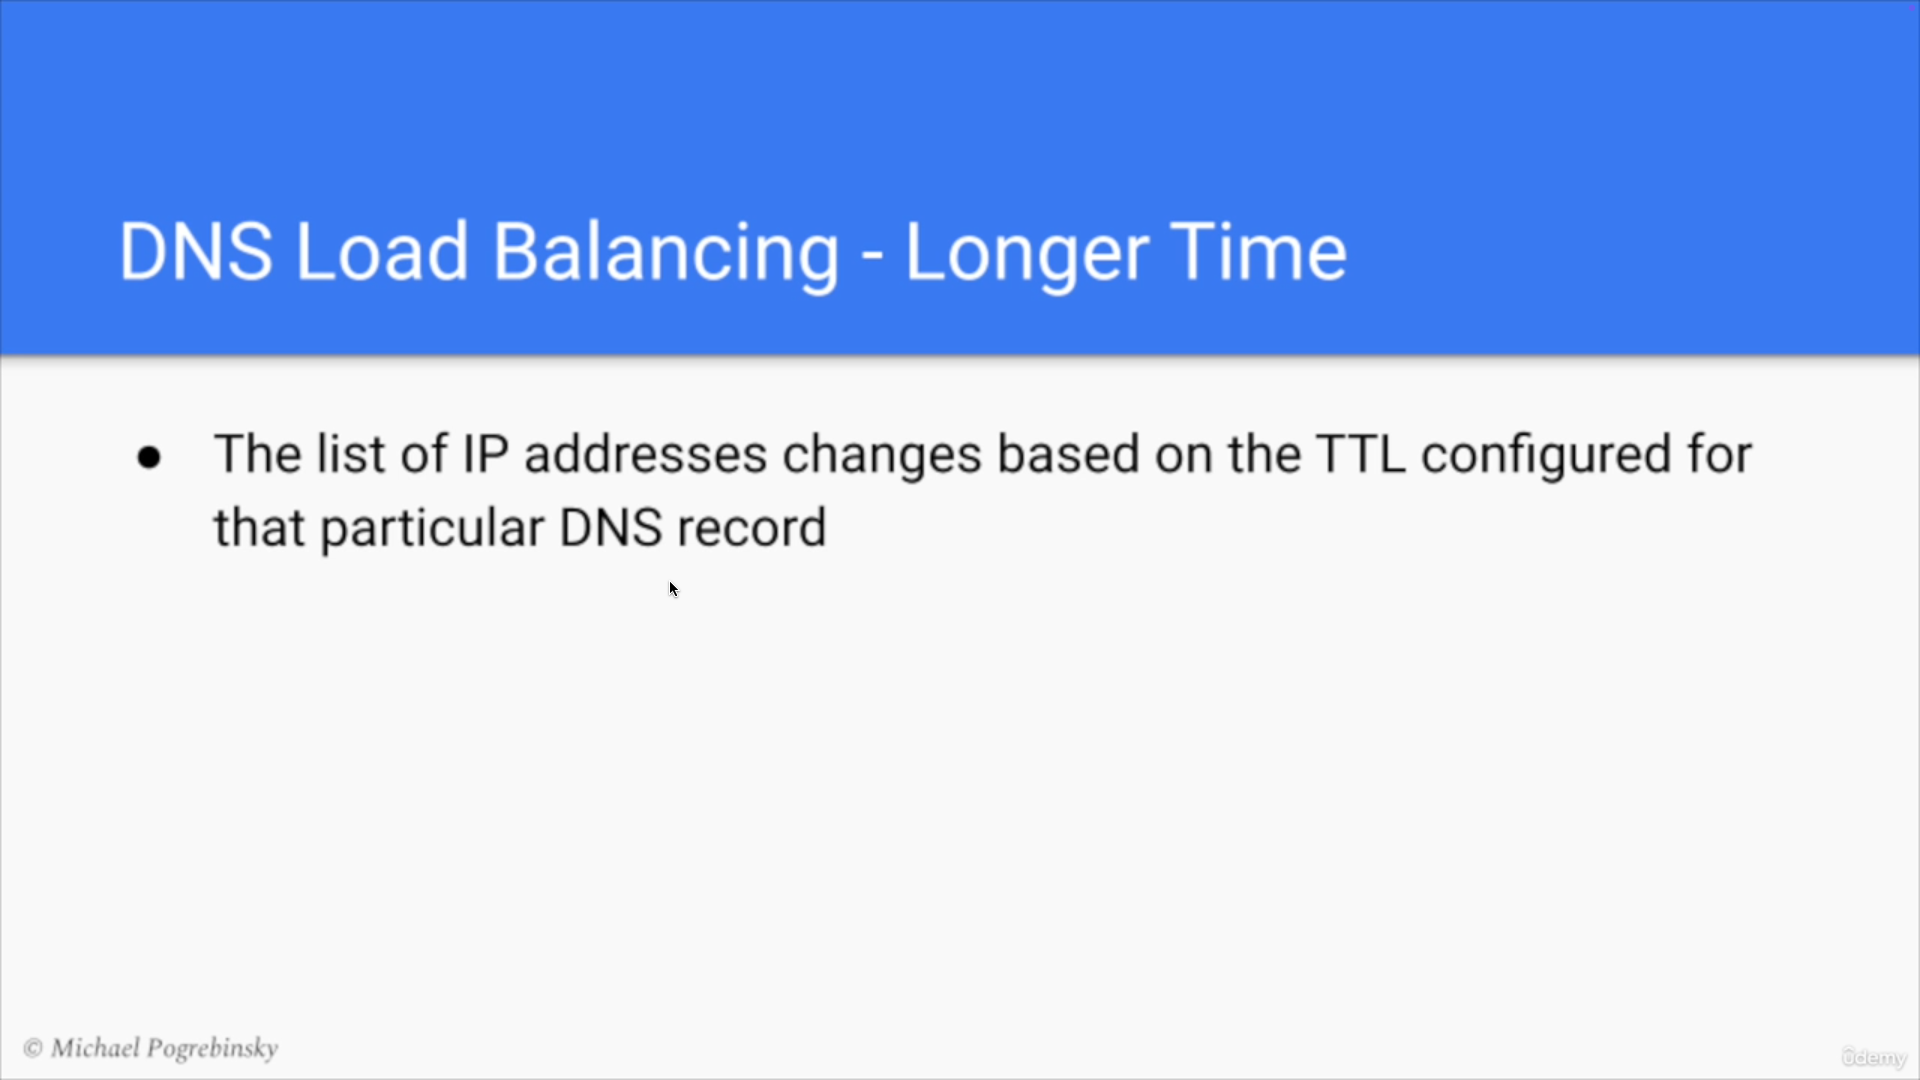 DNS Load Balancing - Longer Time
● The list of IP addresses changes based on the TTL configured for
that particular DNS record
© Michael Pogrebinsky
ûdemy